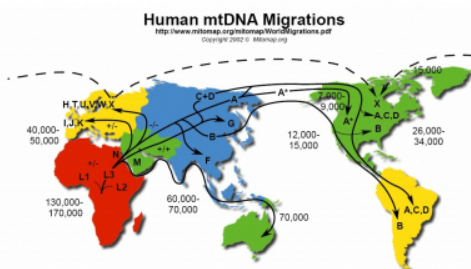 Human mtDNA Migrations
http://www.mitomap.org/mitomap/WorldMigrations.pdf
Copyright 2002 © Mitomap.org
15,000
H,T,U,V,W,X
C+D
A
A*
7,000-
9,000
X
I,J,K
+/-
-/-
G
A*
A,C,D
B
B
40,000-
50,000
12,000-
15,000
26,000-
34,000
N
+/+
M
F
+/-
L3
L1
L2
60,000-
70,000
130,000-
170,000
70,000
A,C,D
B